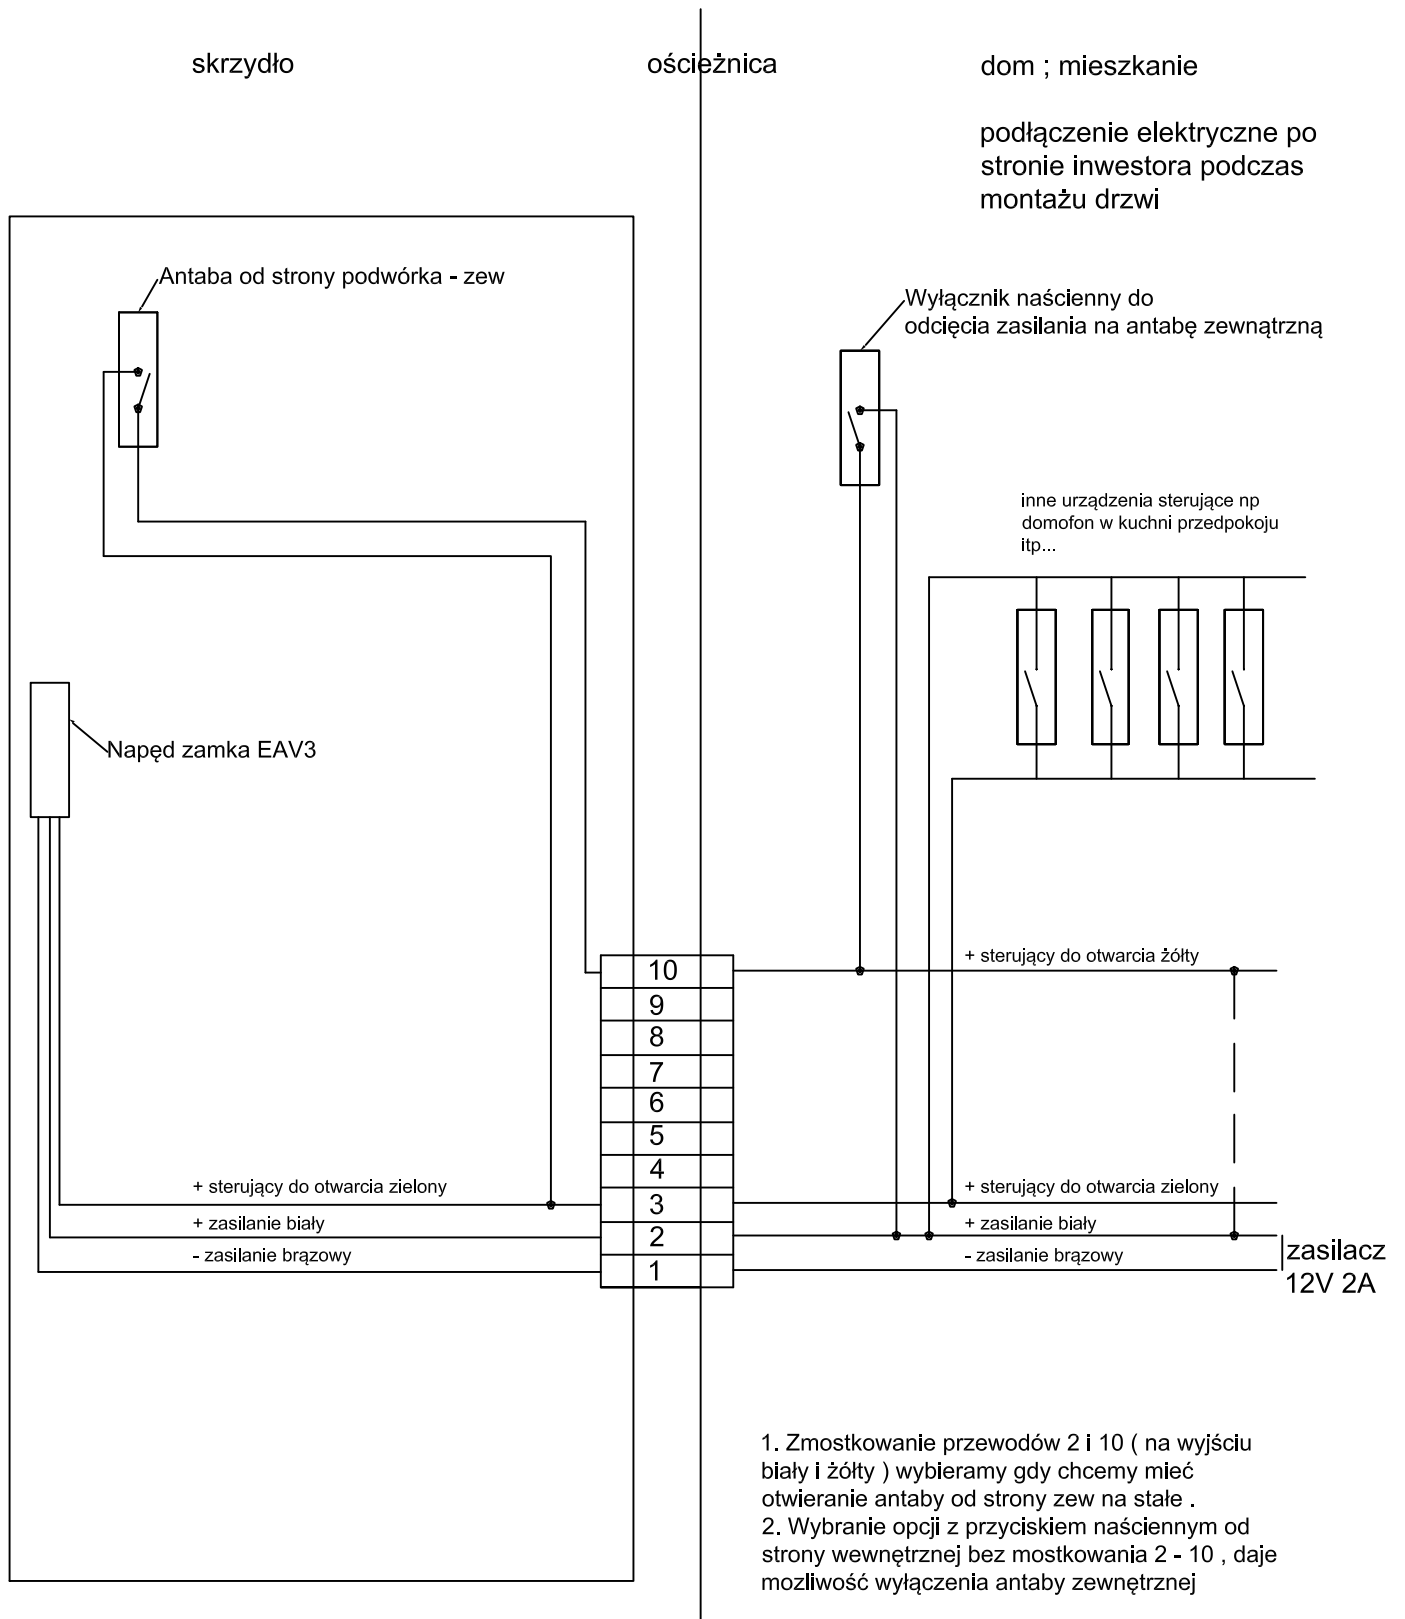 skrzydło
ościeżnica
dom ; mieszkanie
podłączenie elektryczne po
stronie inwestora podczas
montażu drzwi
Antaba od strony podwórka - zew
Wyłącznik naścienny do
odcięcia zasilania na antabę zewnątrzną
inne urządzenia sterujące np
domofon w kuchni przedpokoju
itp...
Napęd zamka EAV3
10
9
8
7
6
5
4
3
2
1
+ sterujący do otwarcia żółty
+ sterujący do otwarcia zielony
+ zasilanie biały
- zasilanie brązowy
+ sterujący do otwarcia zielony
+ zasilanie biały
- zasilanie brązowy
zasilacz
12V 2A
1. Zmostkowanie przewodów 2 i 10 ( na wyjściu
biały i żółty ) wybieramy gdy chcemy mieć
otwieranie antaby od strony zew na stałe .
2. Wybranie opcji z przyciskiem naściennym od
strony wewnętrznej bez mostkowania 2 - 10 , daje
mozliwość wyłączenia antaby zewnętrznej